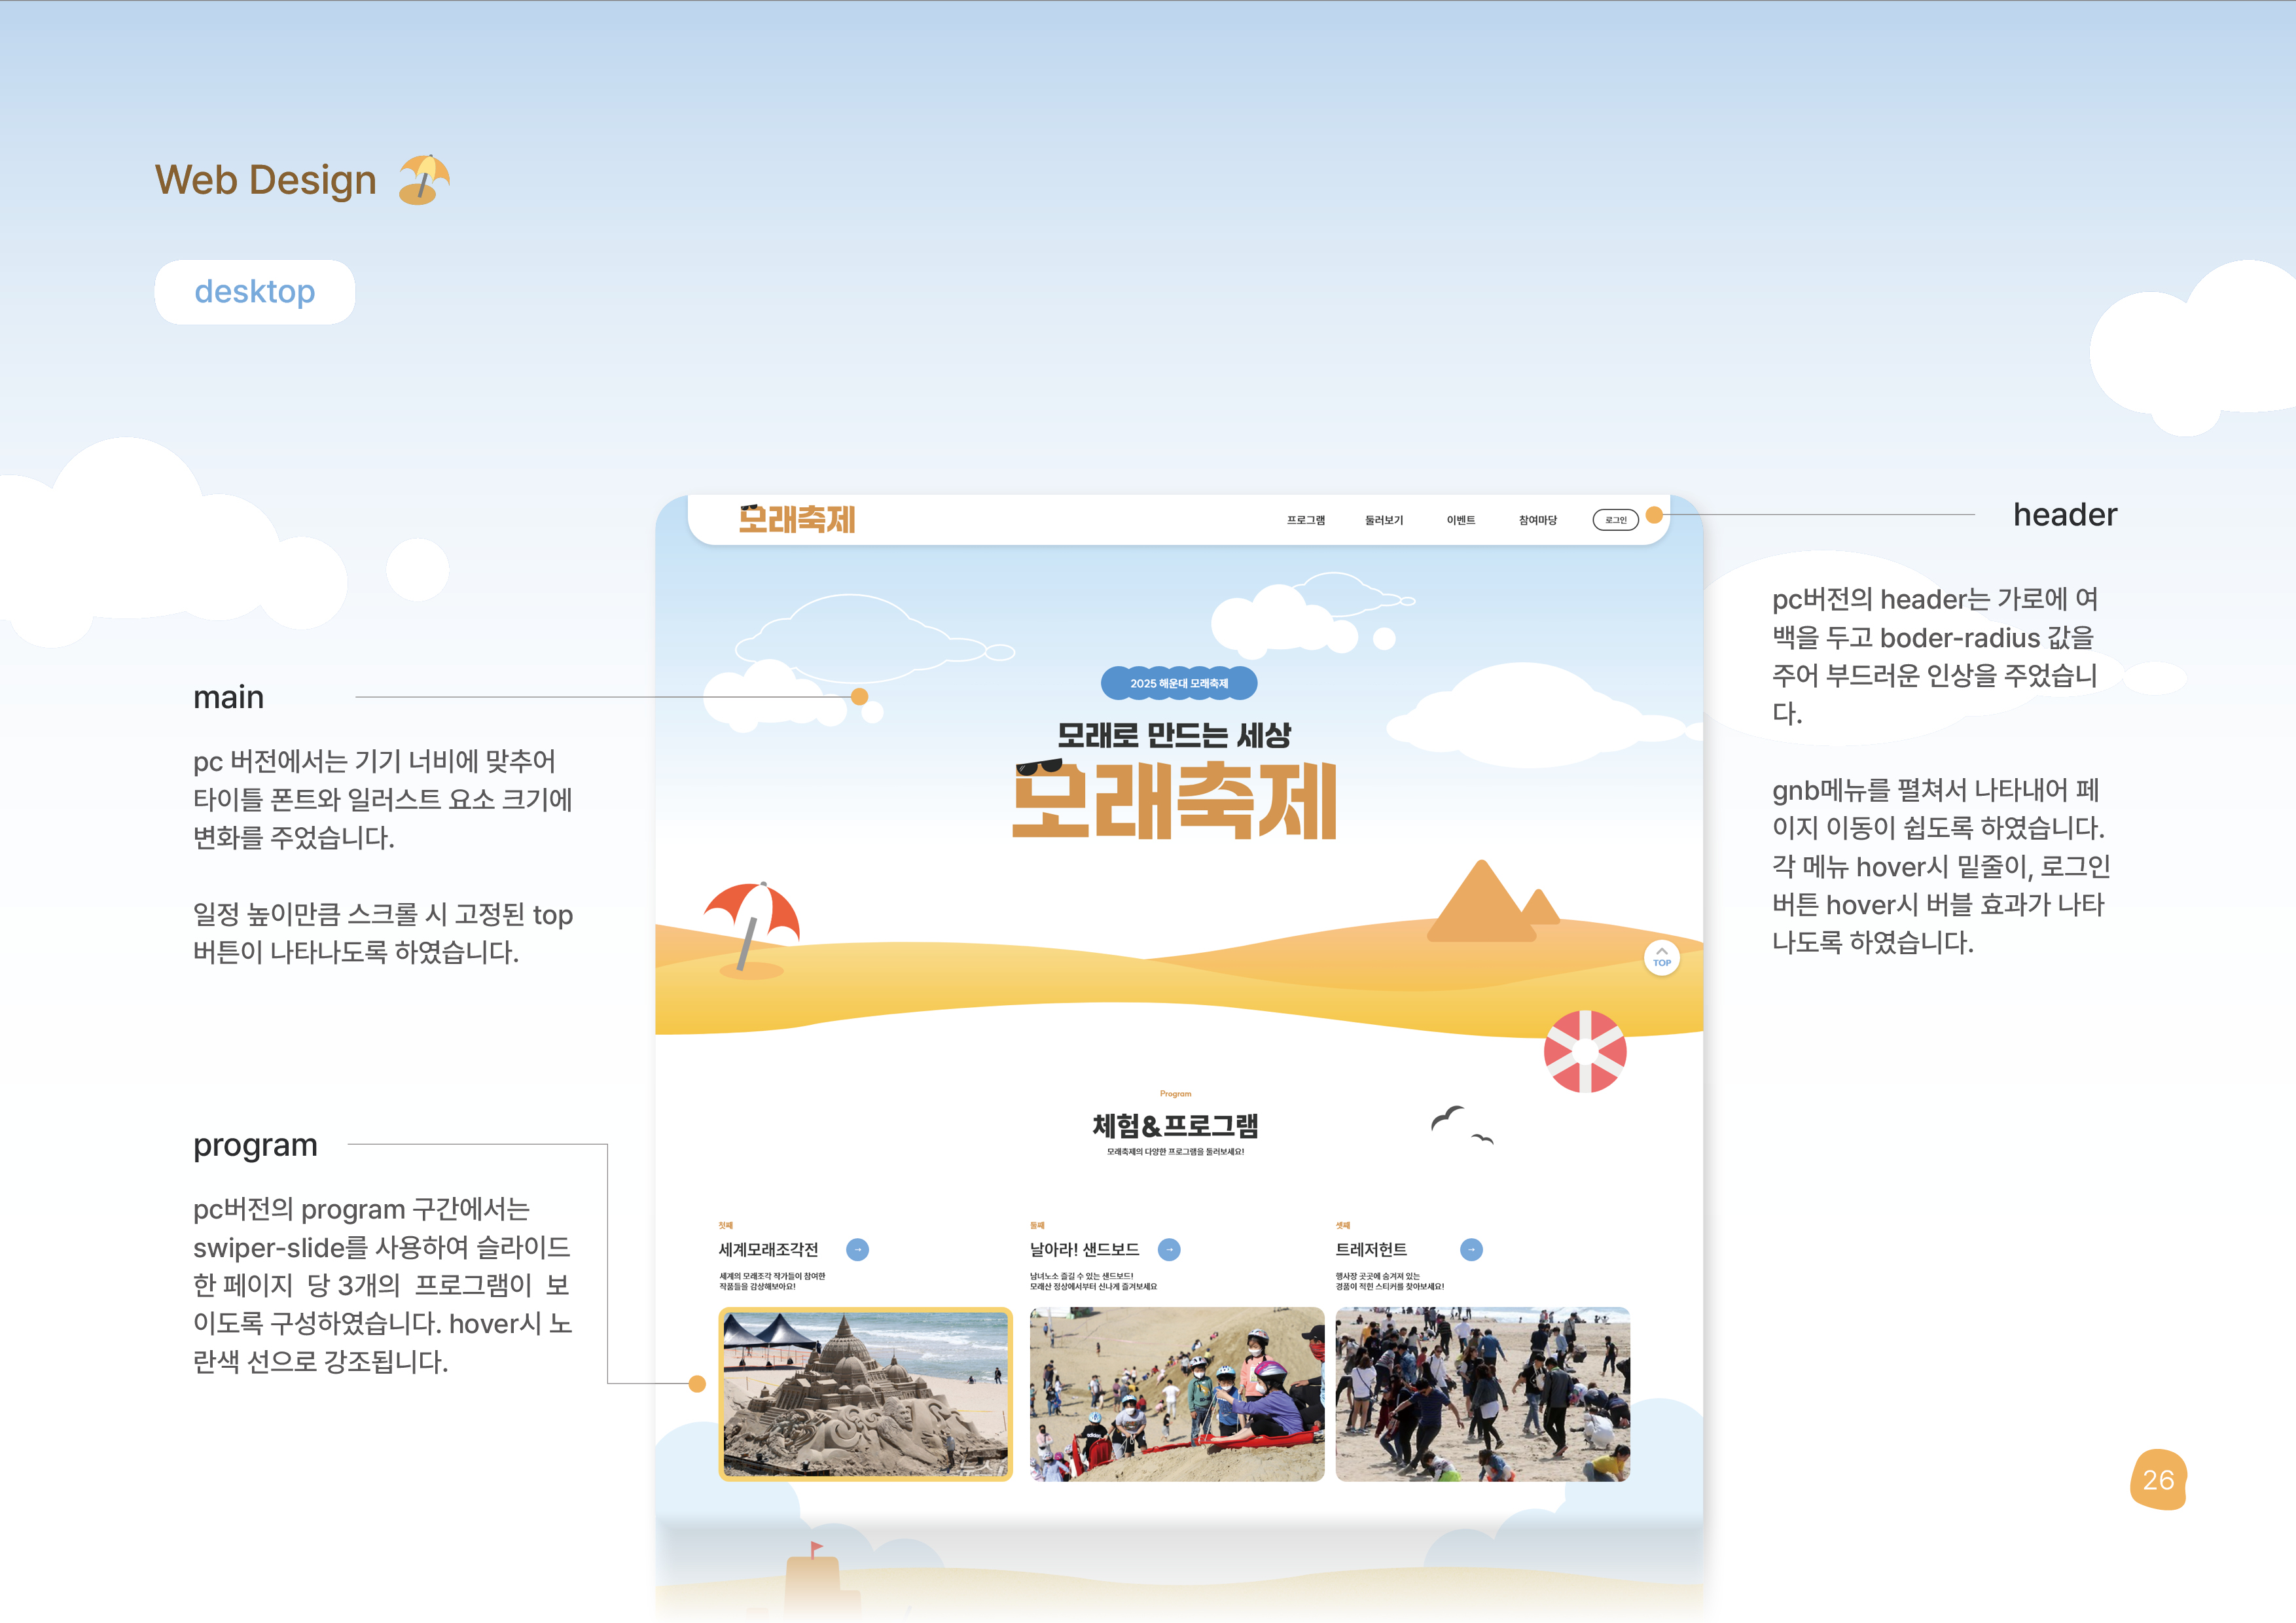 Web Design
desktop
모래축제
프로그램 둘러보기 이벤트 참여마당 로그인
header
pc버전의 header는 가로에 여
백을 두고 boder-radius 값을
주어 부드러운 인상을 주었습니
다.
gnb메뉴를 펼쳐서 나타내어 페
이지 이동이 쉽도록 하였습니다.
각 메뉴 hover시 밑줄이, 로그인
버튼 hover시 버블 효과가 나타
나도록 하였습니다.
main
pc 버전에서는 기기 너비에 맞추어
타이틀 폰트와 일러스트 요소 크기에
변화를 주었습니다.
일정 높이만큼 스크롤 시 고정된 top
버튼이 나타나도록 하였습니다.
2025 해운대 모래축제
모래로 만드는 세상
모래축제
TOP
program
pc버전의 program 구간에서는
swiper-slide를 사용하여 슬라이드
한 페이지 당 3개의 프로그램이 보
이도록 구성하였습니다. hover시 노
란색 선으로 강조됩니다.
Program
체험&프로그램
모래축제의 다양한 프로그램을 둘러보세요!
첫째
세계모래조각전
→
세계의 모래조각 작가들이 참여한
작품들을 감상해보아요!
둘째
날아라! 샌드보드
→
남녀노소 즐길 수 있는 샌드보드!
모래산 정상에서부터 신나게 즐겨보세요
셋째
트레저헌트
→
행사장 곳곳에 숨겨져 있는
경품이 적힌 스티커를 찾아보세요!
26